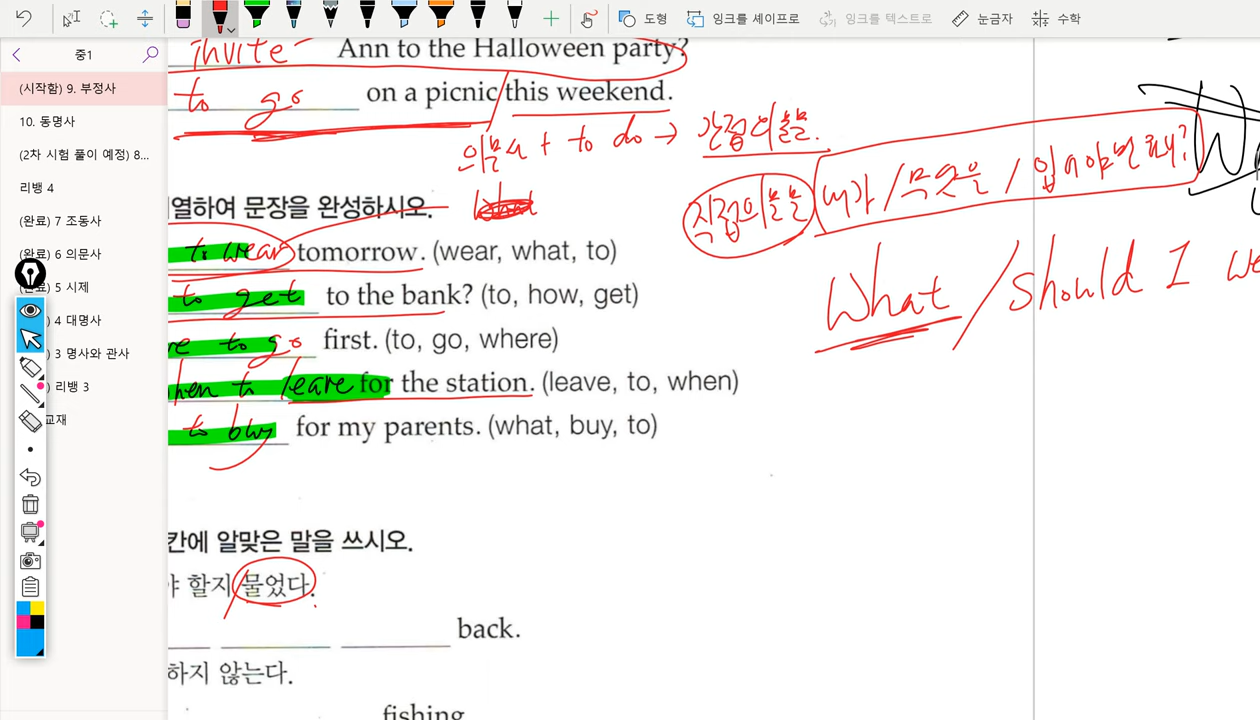 도형
잉크를 셰이프로
잉크를 텍스트로
눈금자
수학
중1
(시작함) 9. 부정사
10. 동명사
(2차 시험 풀이 예정) 8...
리뱅 4
(완료) 7 조동사
(완료) 6 의문사
(완료) 5 시제
4 대명사
3 명사와 관사
리뱅 3
교재
invite Ann to the Halloween party?
to go on a picnic / this weekend.
의문사 + to do → 간접의문문.
직접의문문 내가 / 무엇을 / 입어야만 되니?
What / should I we
열하여 문장을 완성하시오.
to wear tomorrow. (wear, what, to)
to get to the bank? (to, how, get)
re to go first. (to, go, where)
hen to leave for the station. (leave, to, when)
to buy for my parents. (what, buy, to)
칸에 알맞은 말을 쓰시오.
야 할지 물었다.
back.
하지 않는다.
fishing